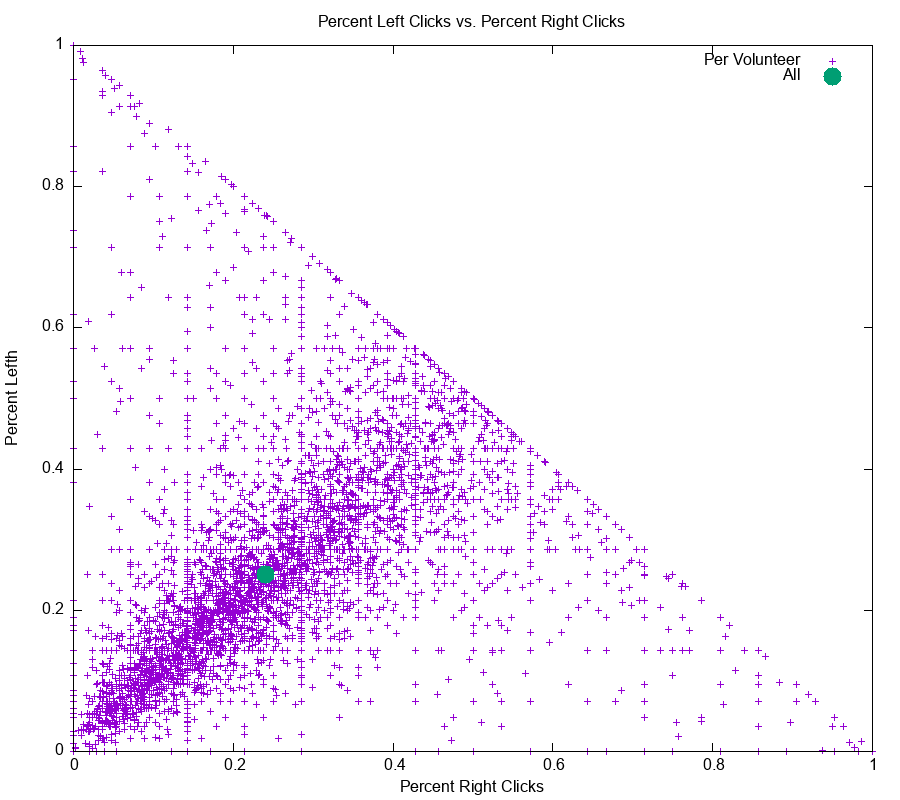 Percent Left Clicks vs. Percent Right Clicks
Per Volunteer
All
1
0.8
0.6
0.4
0.2
0
Percent Lefth
0 0.2 0.4 0.6 0.8 1
Percent Right Clicks